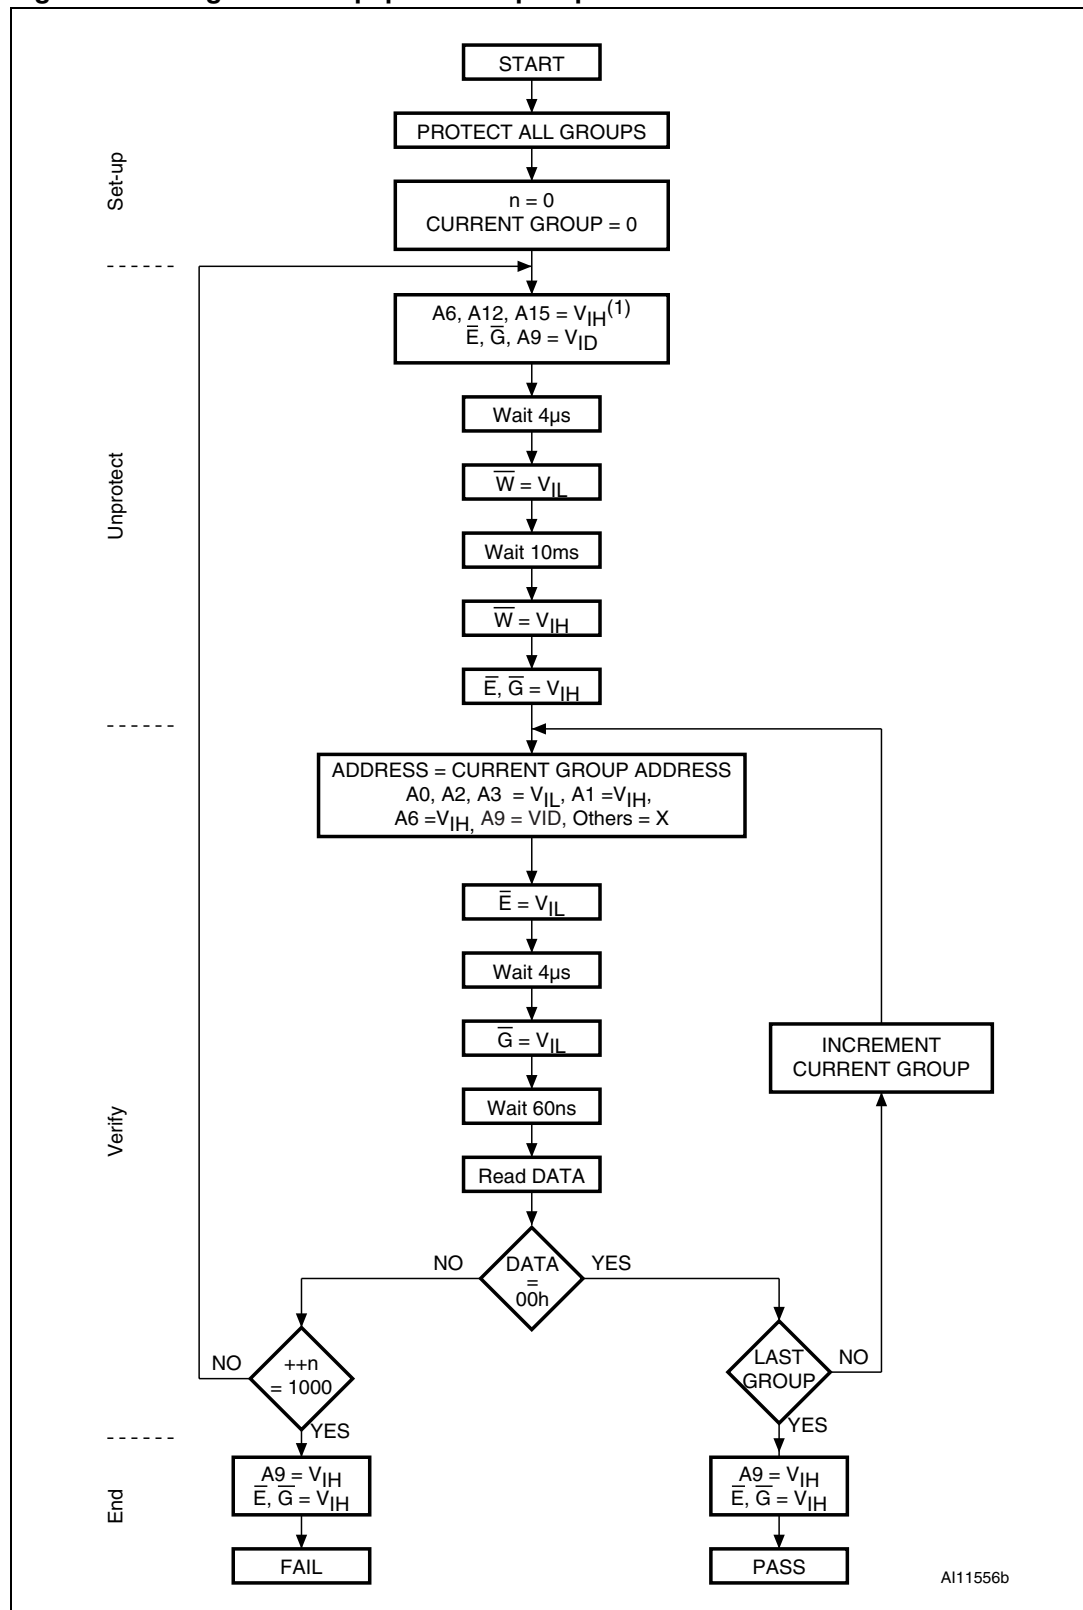 START
PROTECT ALL GROUPS
n = 0
CURRENT GROUP = 0
Set-up
A6, A12, A15 = VIH(1)
E̅, G̅, A9 = VID
Wait 4µs
W̅ = VIL
Unprotect
Wait 10ms
W̅ = VIH
E̅, G̅ = VIH
ADDRESS = CURRENT GROUP ADDRESS
A0, A2, A3 = VIL, A1 =VIH,
A6 =VIH, A9 = VID, Others = X
E̅ = VIL
Wait 4µs
G̅ = VIL
INCREMENT
CURRENT GROUP
Wait 60ns
Verify
Read DATA
NO
DATA
=
00h
YES
NO
++n
= 1000
YES
LAST
GROUP
NO
YES
End
A9 = VIH
E̅, G̅ = VIH
FAIL
A9 = VIH
E̅, G̅ = VIH
PASS
AI11556b